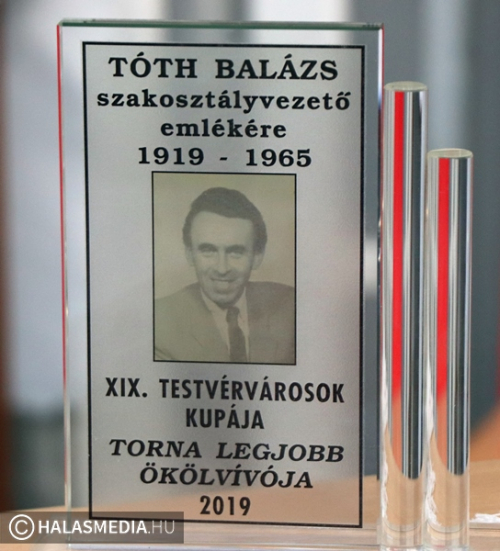 TÓTH BALÁZS
szakosztályvezető
emlékére
1919 - 1965
XIX. TESTVÉRVÁROSOK
KUPÁJA
TORNA LEGJOBB
ÖKÖLVÍVÓJA
2019
© HALASMEDIA.HU